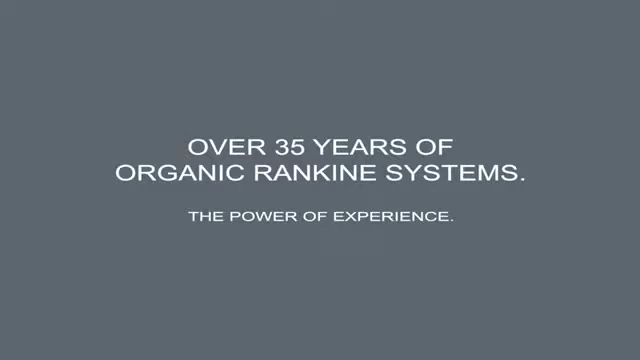 OVER 35 YEARS OF
ORGANIC RANKINE SYSTEMS.
THE POWER OF EXPERIENCE.